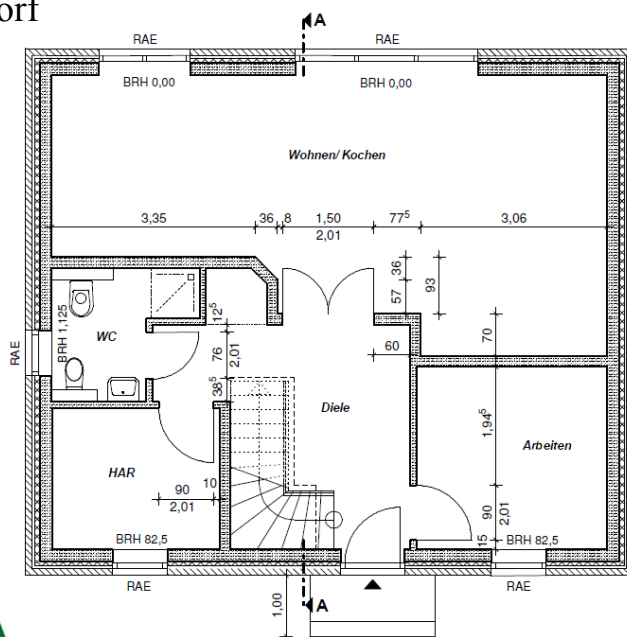 orf
A
RAE
RAE
BRH 0,00
BRH 0,00
Wohnen/ Kochen
3,35
36
8
1,50
77⁵
3,06
2,01
36
93
57
BRH 1,125
WC
12⁵
70
RAE
76
2,01
60
38⁵
Diele
1,94⁵
Arbeiten
HAR
10
90
2,01
90
2,01
15
BRH 82,5
BRH 82,5
RAE
RAE
1,00
A